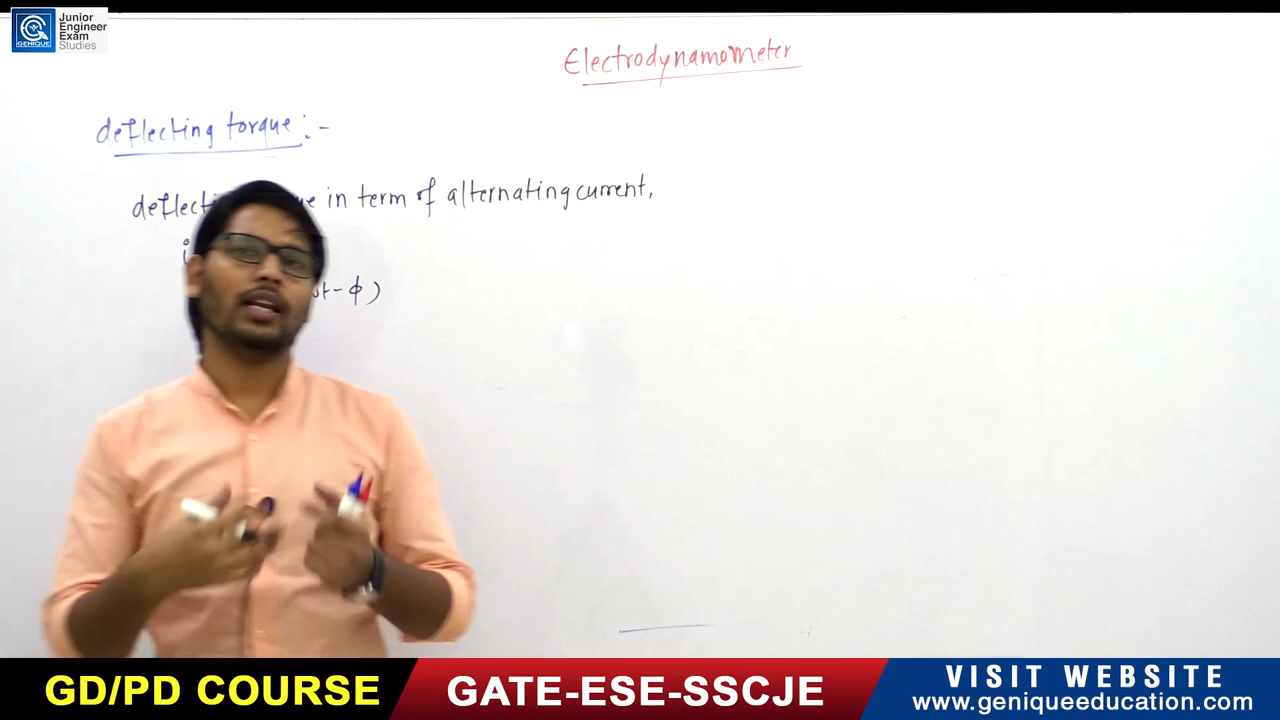 GENIQUE
Junior
Engineer
Exam
Studies
Electrodynamometer
deflecting torque :-
in term of alternating current,
- φ)
GD/PD COURSE
GATE-ESE-SSCJE
VISIT WEBSITE
www.geniqueeducation.com